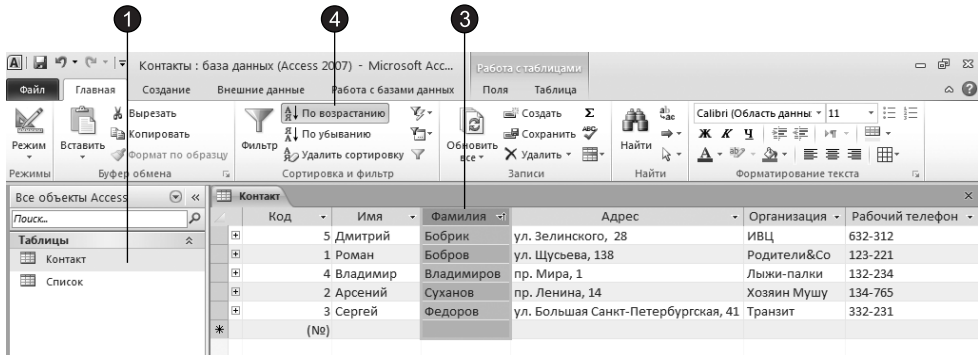 1 4 3
Контакты : база данных (Access 2007) - Microsoft Acc... Работа с таблицами
Файл Главная Создание Внешние данные Работа с базами данных Поля Таблица
Режим
Режимы
Вставить
Вырезать
Копировать
Формат по образцу
Буфер обмена
Фильтр
По возрастанию
По убыванию
Удалить сортировку
Сортировка и фильтр
Обновить все
Создать
Сохранить
Удалить
Σ
ABC
Записи
Найти
ab ac
Найти
Calibri (Область данны: 11
Ж К Ч
А
Форматирование текста
Все объекты Access
Поиск...
Таблицы
Контакт
Список
Контакт
Код Имя Фамилия Адрес Организация Рабочий телефон
5 Дмитрий Бобрик ул. Зелинского, 28 ИВЦ 632-312
1 Роман Бобров ул. Щусьева, 138 Родители&Co 123-221
4 Владимир Владимиров пр. Мира, 1 Лыжи-палки 132-234
2 Арсений Суханов пр. Ленина, 14 Хозяин Мушу 134-765
3 Сергей Федоров ул. Большая Санкт-Петербургская, 41 Транзит 332-231
(№)